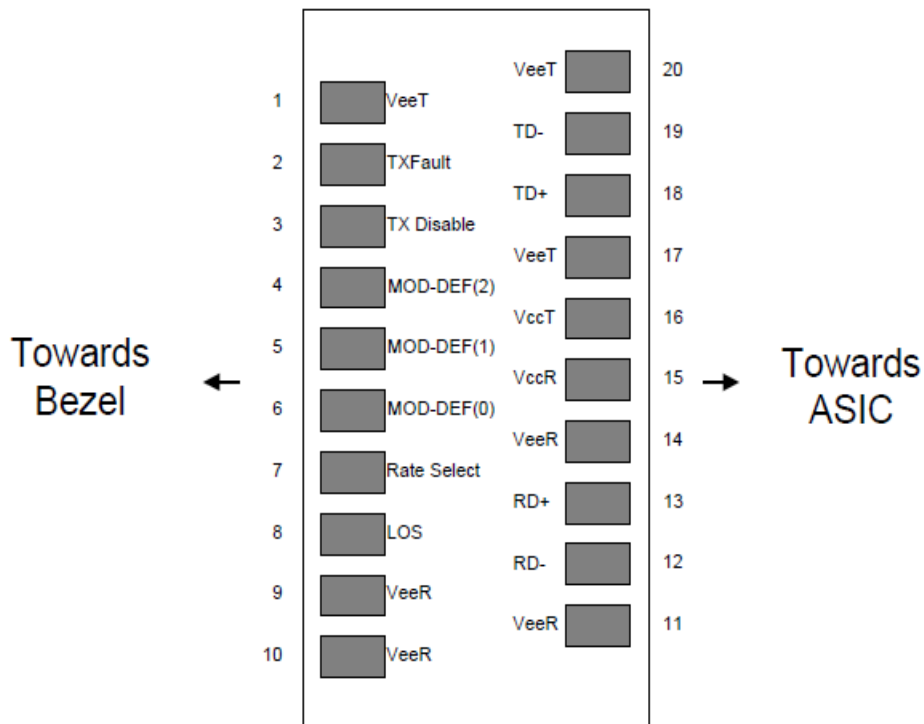 VeeT 20
1 VeeT
TD- 19
2 TXFault
TD+ 18
3 TX Disable
VeeT 17
4 MOD-DEF(2)
VccT 16
5 MOD-DEF(1)
Towards
Bezel
VccR 15
Towards
ASIC
6 MOD-DEF(0)
VeeR 14
7 Rate Select
RD+ 13
8 LOS
RD- 12
9 VeeR
VeeR 11
10 VeeR